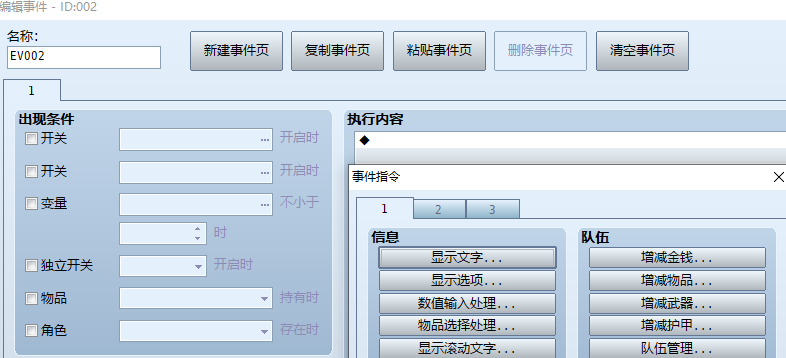 编辑事件 - ID:002
名称：
EV002
新建事件页
复制事件页
粘贴事件页
删除事件页
清空事件页
1
出现条件
开关 ... 开启时
开关 ... 开启时
变量 ... 不小于
时
独立开关 开启时
物品 持有时
角色 存在时
执行内容
◆
事件指令
1 2 3
信息
显示文字...
显示选项...
数值输入处理...
物品选择处理...
显示滚动文字...
队伍
增减金钱...
增减物品...
增减武器...
增减护甲...
队伍管理...